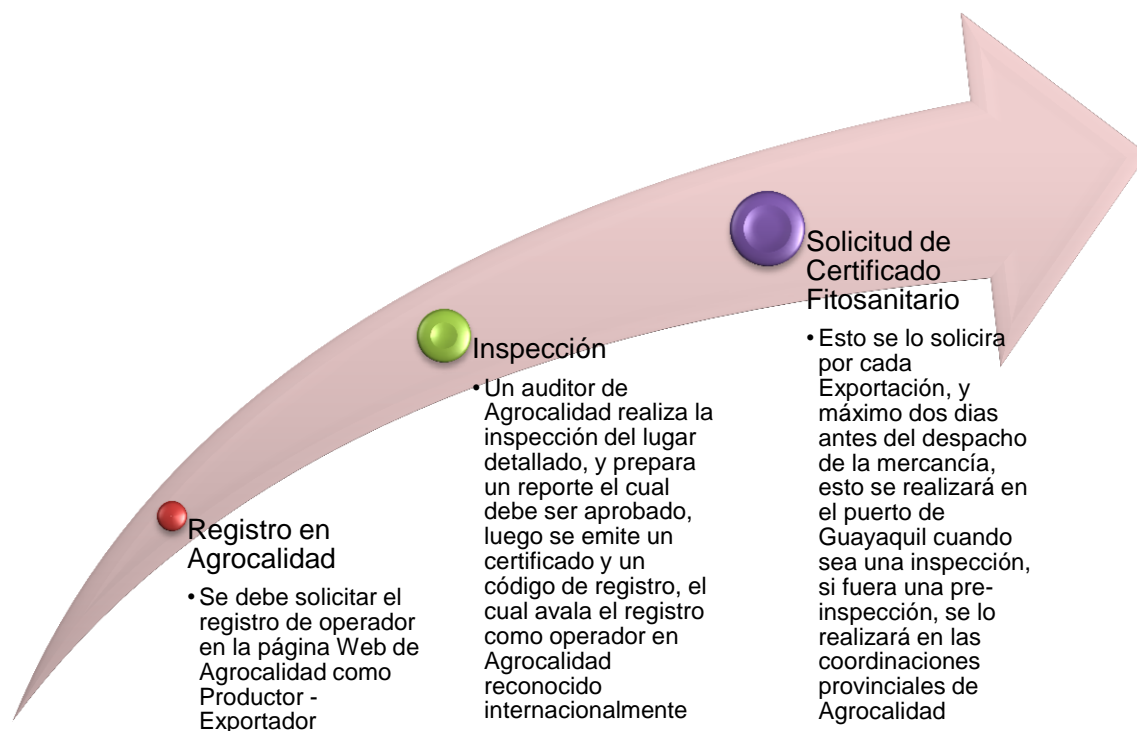 Registro en
Agrocalidad
• Se debe solicitar el
registro de operador
en la página Web de
Agrocalidad como
Productor -
Exportador
Inspección
• Un auditor de
Agrocalidad realiza la
inspección del lugar
detallado, y prepara
un reporte el cual
debe ser aprobado,
luego se emite un
certificado y un
código de registro, el
cual avala el registro
como operador en
Agrocalidad
reconocido
internacionalmente
Solicitud de
Certificado
Fitosanitario
• Esto se lo solicira
por cada
Exportación, y
máximo dos dias
antes del despacho
de la mercancía,
esto se realizará en
el puerto de
Guayaquil cuando
sea una inspección,
si fuera una pre-
inspección, se lo
realizará en las
coordinaciones
provinciales de
Agrocalidad